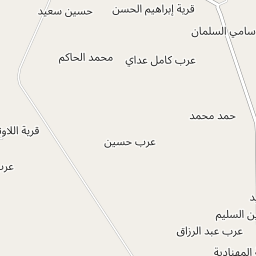 قرية إبراهيم الحسن
حسين سعيد
سامي السلمان
محمد الحاكم
عرب كامل عداي
حمد محمد
قرية
عرب حسين
عرب
ن السليم
عرب عبد الرزاق
المهنادية